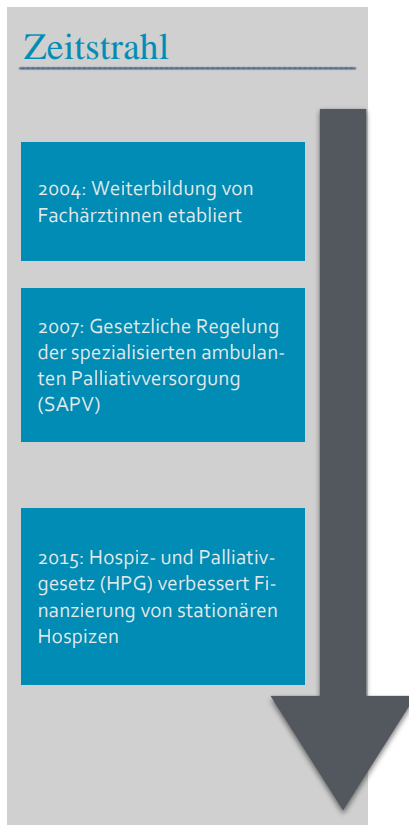 Zeitstrahl
2004: Weiterbildung von
Fachärztinnen etabliert
2007: Gesetzliche Regelung
der spezialisierten ambulan-
ten Palliativversorgung
(SAPV)
2015: Hospiz- und Palliativ-
gesetz (HPG) verbessert Fi-
nanzierung von stationären
Hospizen